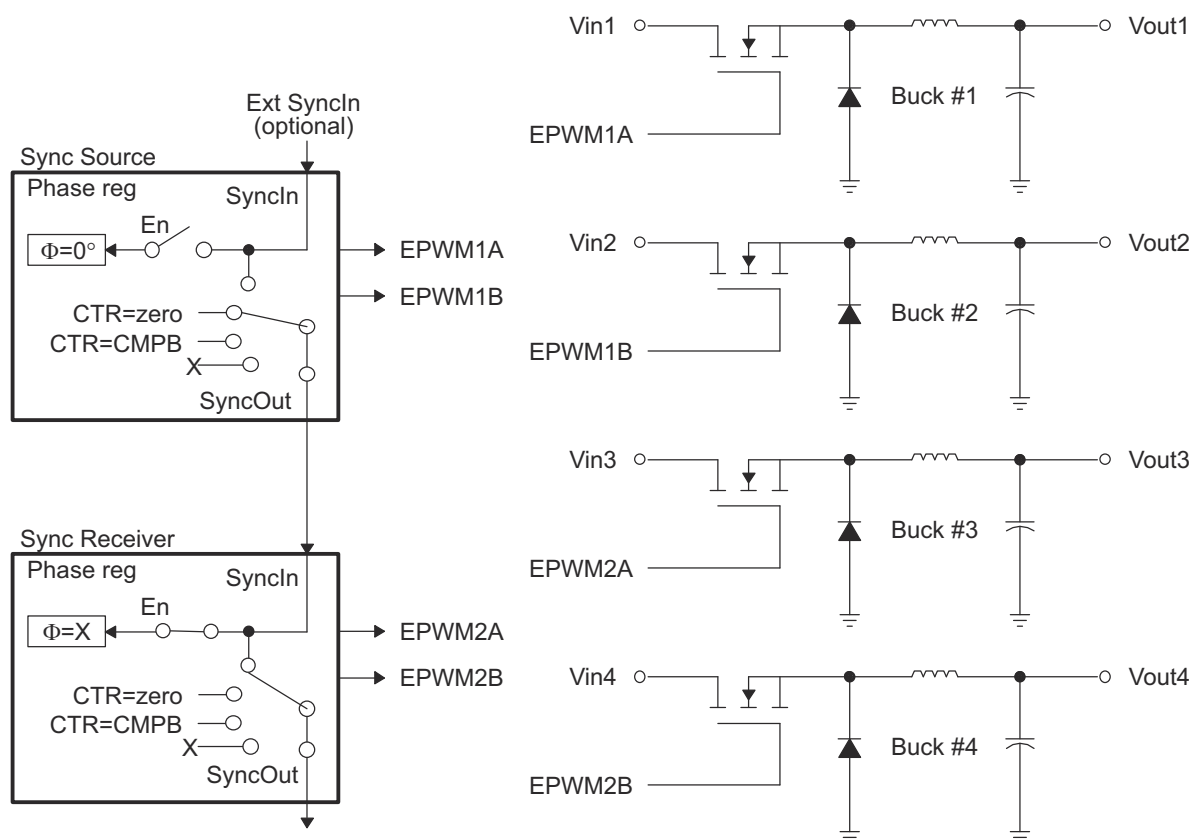 Ext SyncIn
(optional)
Sync Source
Phase reg
SyncIn
En
Φ=0°
EPWM1A
EPWM1B
CTR=zero
CTR=CMPB
X
SyncOut
Sync Receiver
Phase reg
SyncIn
En
Φ=X
EPWM2A
EPWM2B
CTR=zero
CTR=CMPB
X
SyncOut
Vin1
Vout1
Buck #1
EPWM1A
Vin2
Vout2
Buck #2
EPWM1B
Vin3
Vout3
Buck #3
EPWM2A
Vin4
Vout4
Buck #4
EPWM2B